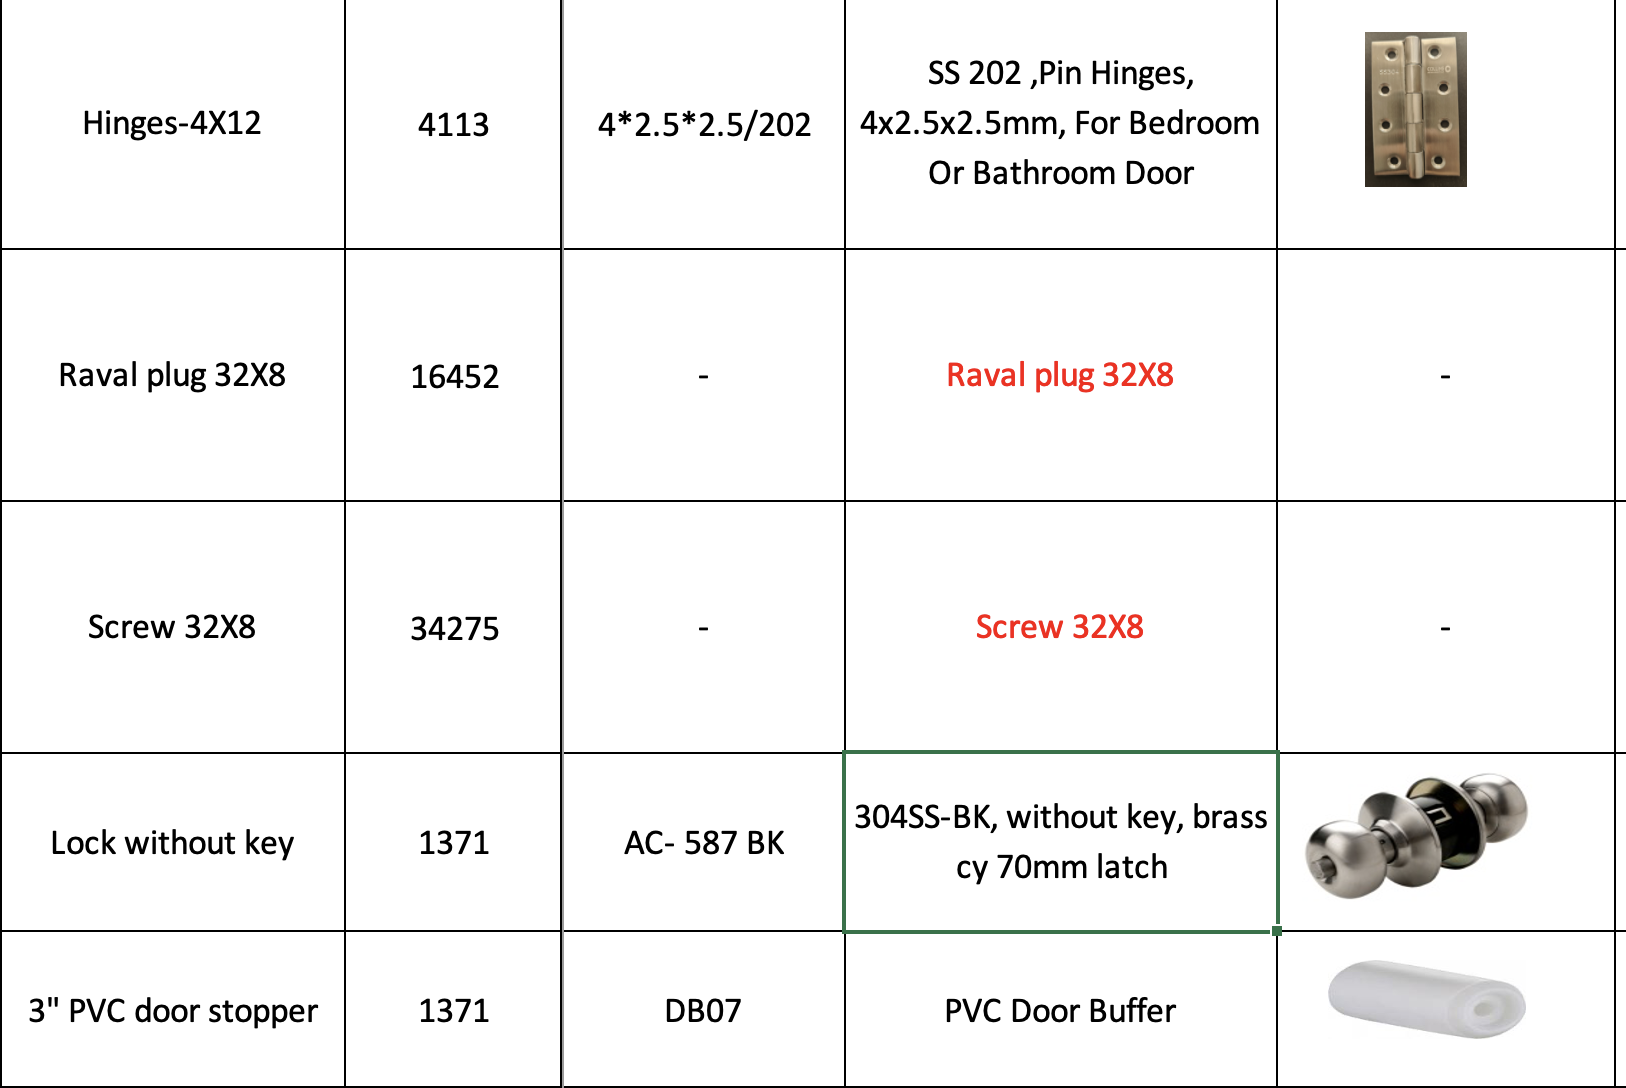 Hinges-4X12
4113
4*2.5*2.5/202
SS 202 ,Pin Hinges,
4x2.5x2.5mm, For Bedroom
Or Bathroom Door
Raval plug 32X8
16452
-
Raval plug 32X8
-
Screw 32X8
34275
-
Screw 32X8
-
Lock without key
1371
AC- 587 BK
304SS-BK, without key, brass
cy 70mm latch
3" PVC door stopper
1371
DB07
PVC Door Buffer